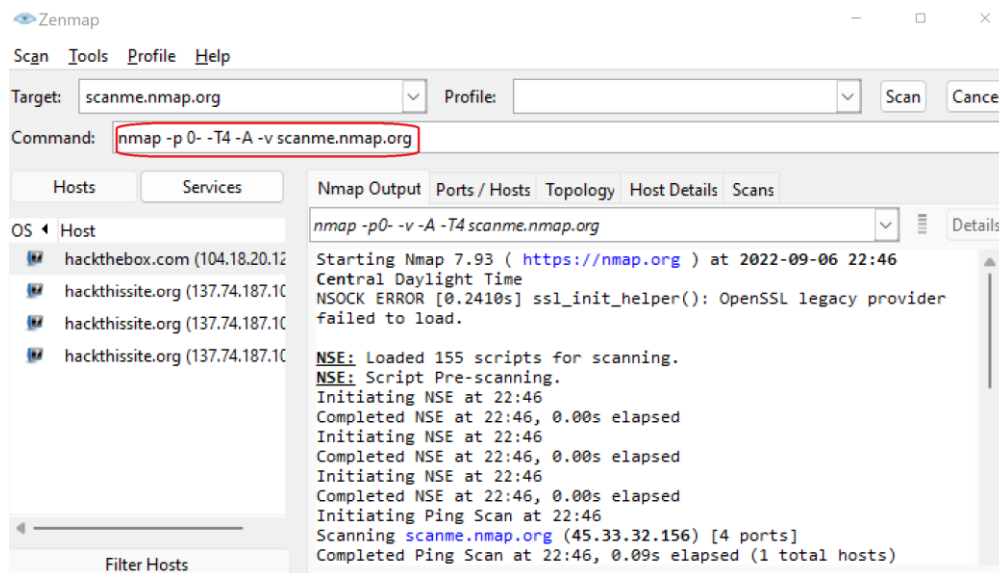 Zenmap
Scan Tools Profile Help
Target: scanme.nmap.org Profile: Scan Cance
Command: nmap -p 0- -T4 -A -v scanme.nmap.org
Hosts Services Nmap Output Ports / Hosts Topology Host Details Scans
OS Host nmap -p0- -v -A -T4 scanme.nmap.org Details
hackthebox.com (104.18.20.12
hackthissite.org (137.74.187.10
hackthissite.org (137.74.187.10
hackthissite.org (137.74.187.10
Filter Hosts
Starting Nmap 7.93 ( https://nmap.org ) at 2022-09-06 22:46
Central Daylight Time
NSOCK ERROR [0.2410s] ssl_init_helper(): OpenSSL legacy provider
failed to load.
NSE: Loaded 155 scripts for scanning.
NSE: Script Pre-scanning.
Initiating NSE at 22:46
Completed NSE at 22:46, 0.00s elapsed
Initiating NSE at 22:46
Completed NSE at 22:46, 0.00s elapsed
Initiating NSE at 22:46
Completed NSE at 22:46, 0.00s elapsed
Initiating Ping Scan at 22:46
Scanning scanme.nmap.org (45.33.32.156) [4 ports]
Completed Ping Scan at 22:46, 0.09s elapsed (1 total hosts)